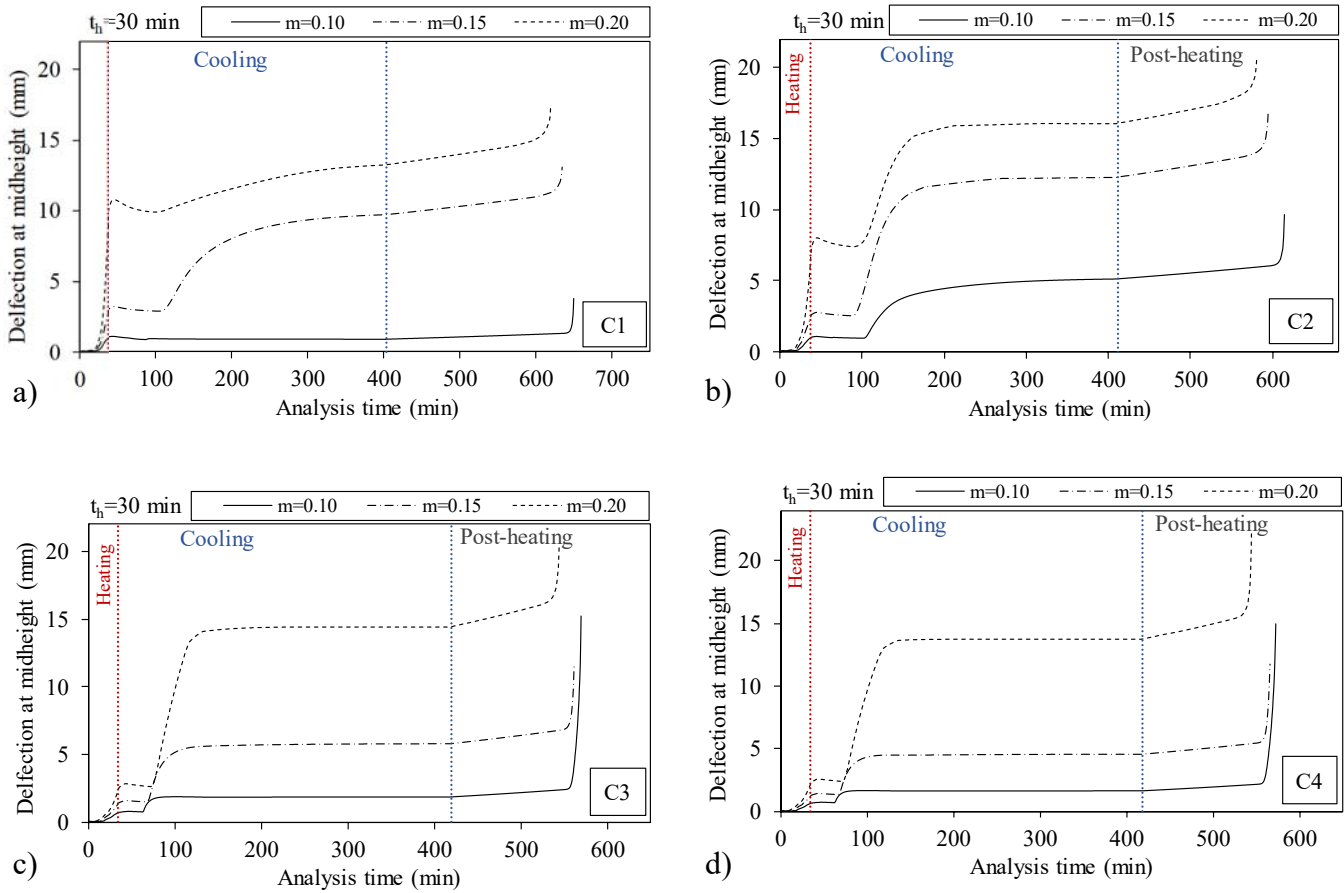 t_h=30 min
m=0.10 m=0.15 m=0.20
Cooling
Delfection at midheight (mm)
20
15
10
5
0
C1
0 100 200 300 400 500 600 700
Analysis time (min)
a)
t_h=30 min
m=0.10 m=0.15 m=0.20
Heating
Cooling
Post-heating
Delfection at midheight (mm)
20
15
10
5
0
C2
0 100 200 300 400 500 600
Analysis time (min)
b)
t_h=30 min
m=0.10 m=0.15 m=0.20
Heating
Cooling
Post-heating
Delfection at midheight (mm)
20
15
10
5
0
C3
0 100 200 300 400 500 600
Analysis time (min)
c)
t_h=30 min
m=0.10 m=0.15 m=0.20
Heating
Cooling
Post-heating
Delfection at midheight (mm)
20
15
10
5
0
C4
0 100 200 300 400 500 600
Analysis time (min)
d)